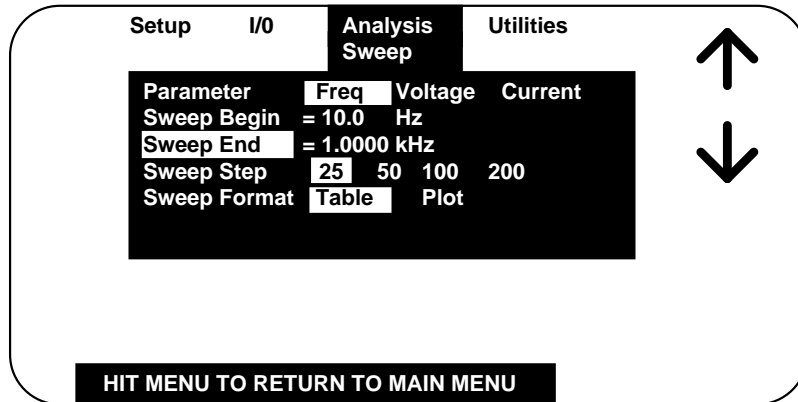 Setup I/0 Analysis Utilities
Sweep
Parameter Freq Voltage Current
Sweep Begin = 10.0 Hz
Sweep End = 1.0000 kHz
Sweep Step 25 50 100 200
Sweep Format Table Plot
HIT MENU TO RETURN TO MAIN MENU